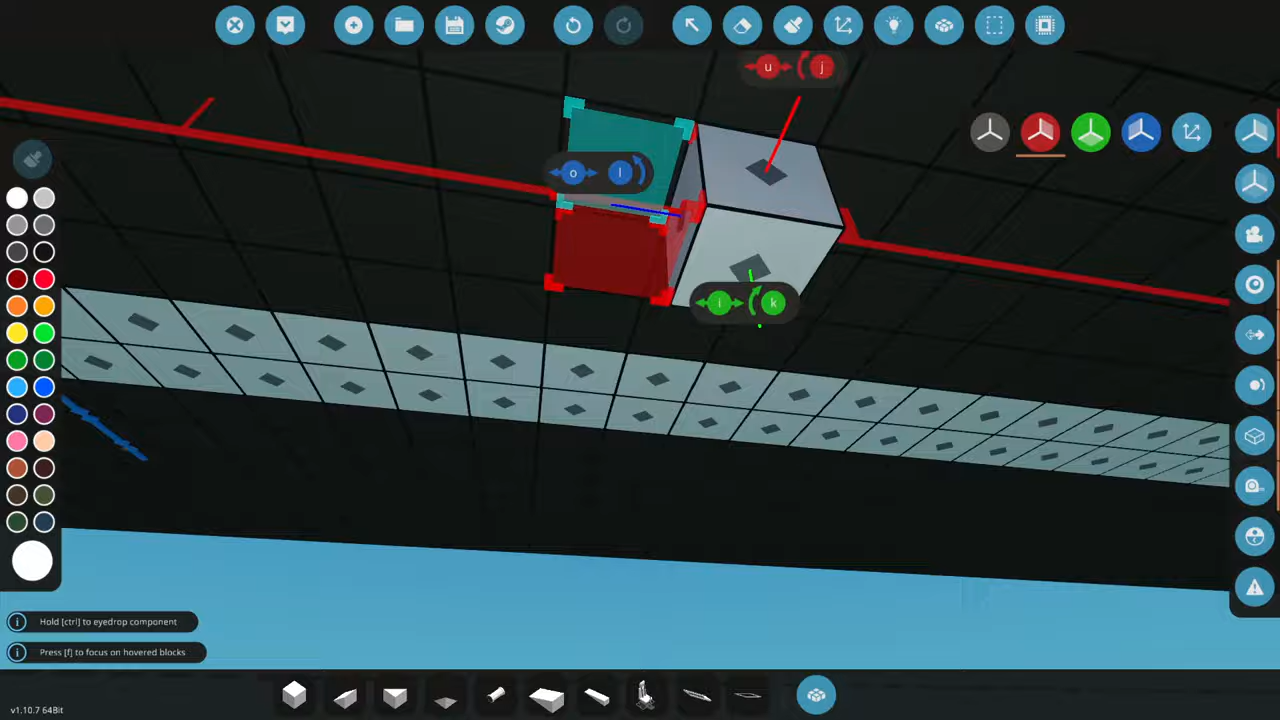 u j
o l
i k
Hold [ctrl] to eyedrop component
Press [f] to focus on hovered blocks
v1.10.7 64Bit